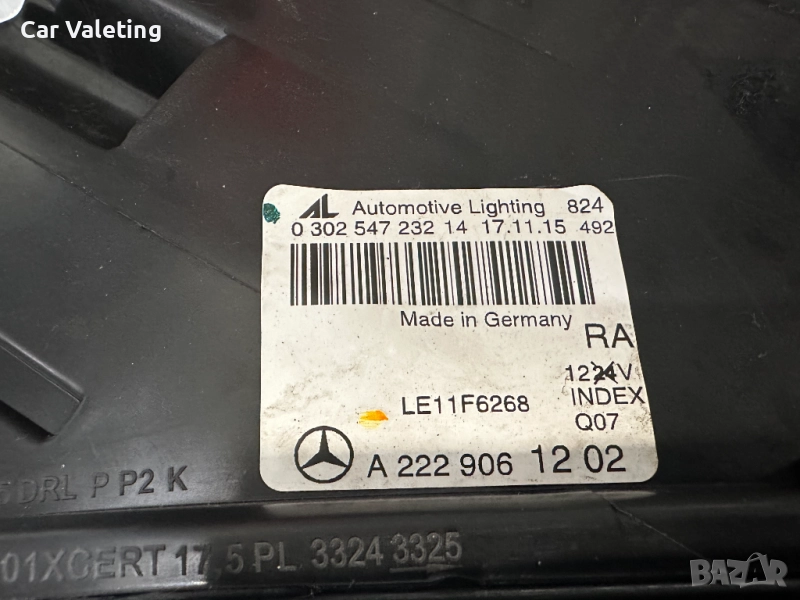 Car Valeting
AL Automotive Lighting 824
0 302 547 232 14 17.11.15 492
Made in Germany
RA
1224V
LE11F6268
INDEX
Q07
A 222 906 12 02
DRL P P2 K
01XCERT 17.5 PL 3324 3325
BAZAR